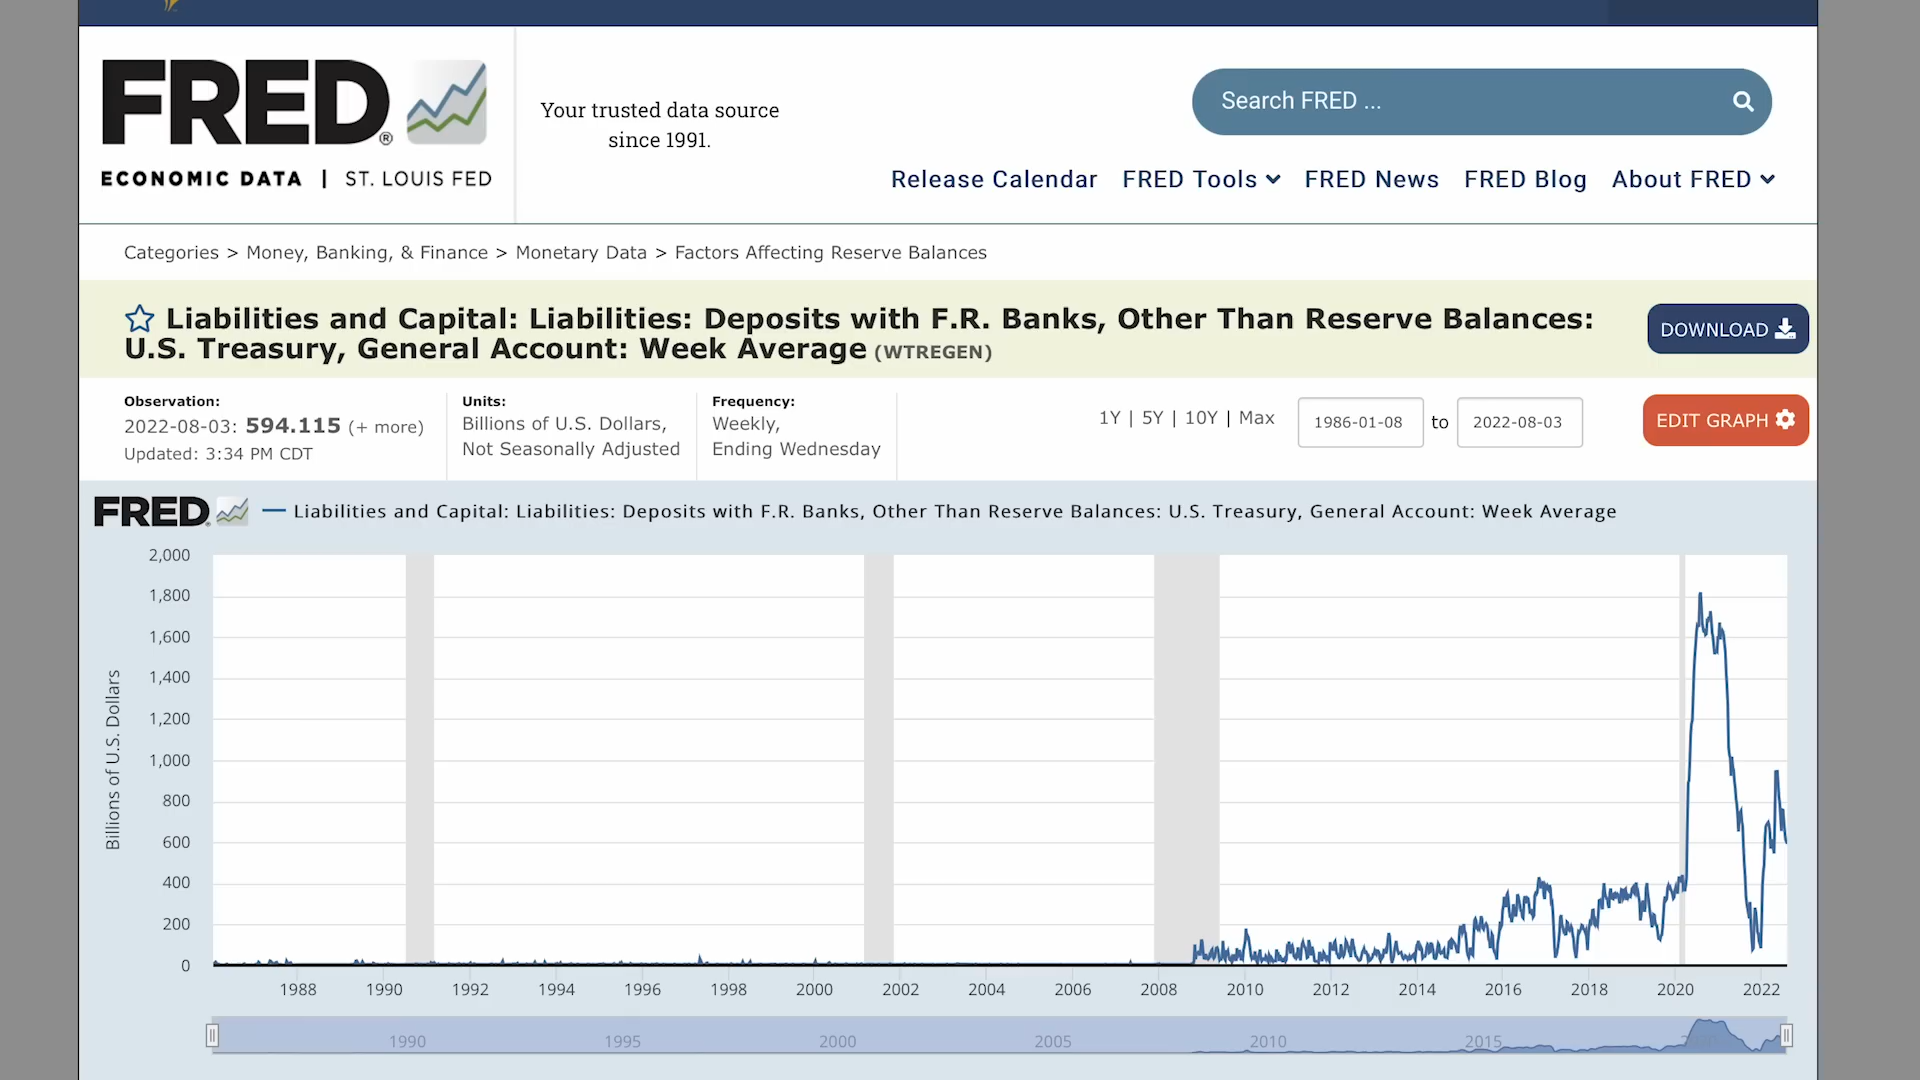 FRED®
ECONOMIC DATA | ST. LOUIS FED
Your trusted data source
since 1991.
Search FRED ...
Release Calendar FRED Tools FRED News FRED Blog About FRED
Categories > Money, Banking, & Finance > Monetary Data > Factors Affecting Reserve Balances
Liabilities and Capital: Liabilities: Deposits with F.R. Banks, Other Than Reserve Balances:
U.S. Treasury, General Account: Week Average (WTREGEN)
DOWNLOAD
Observation:
2022-08-03: 594.115 (+ more)
Updated: 3:34 PM CDT
Units:
Billions of U.S. Dollars,
Not Seasonally Adjusted
Frequency:
Weekly,
Ending Wednesday
1Y | 5Y | 10Y | Max
1986-01-08 to 2022-08-03
EDIT GRAPH
FRED Liabilities and Capital: Liabilities: Deposits with F.R. Banks, Other Than Reserve Balances: U.S. Treasury, General Account: Week Average
Billions of U.S. Dollars
2,000
1,800
1,600
1,400
1,200
1,000
800
600
400
200
0
1988 1990 1992 1994 1996 1998 2000 2002 2004 2006 2008 2010 2012 2014 2016 2018 2020 2022
1990 1995 2000 2005 2010 2015 2020